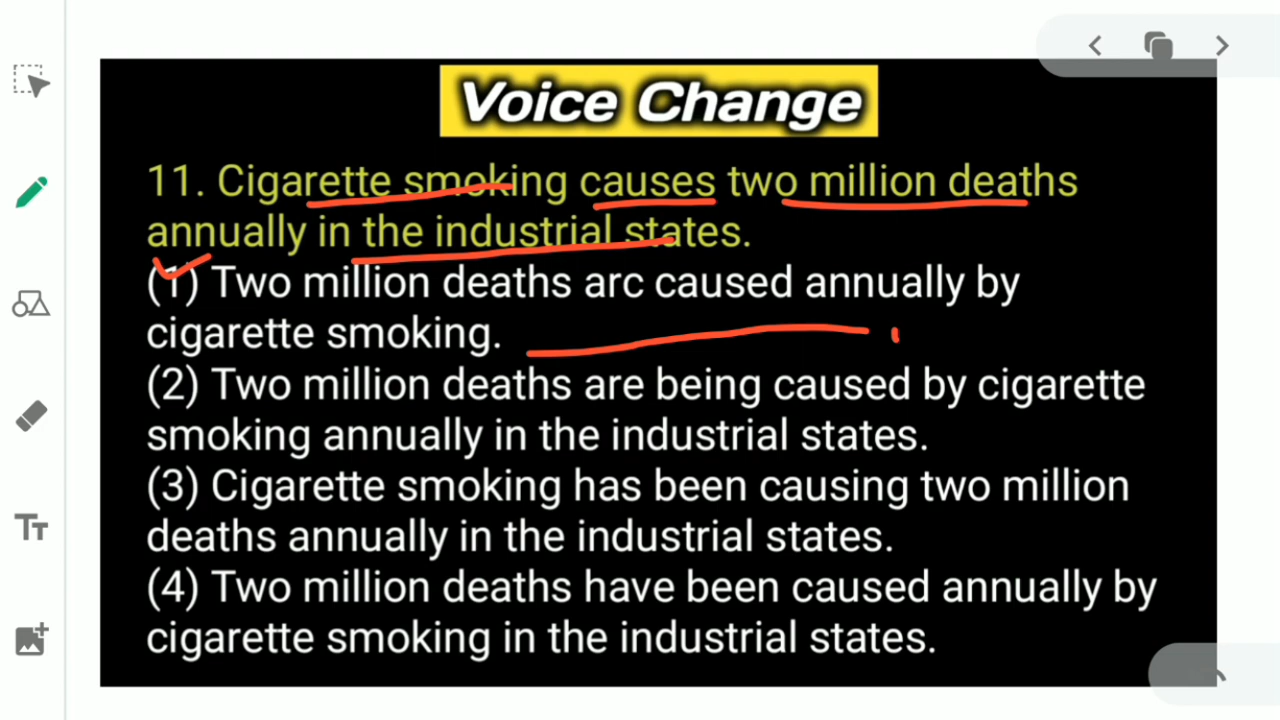 Voice Change
11. Cigarette smoking causes two million deaths
annually in the industrial states.
(1) Two million deaths arc caused annually by
cigarette smoking.
(2) Two million deaths are being caused by cigarette
smoking annually in the industrial states.
(3) Cigarette smoking has been causing two million
deaths annually in the industrial states.
(4) Two million deaths have been caused annually by
cigarette smoking in the industrial states.
TT